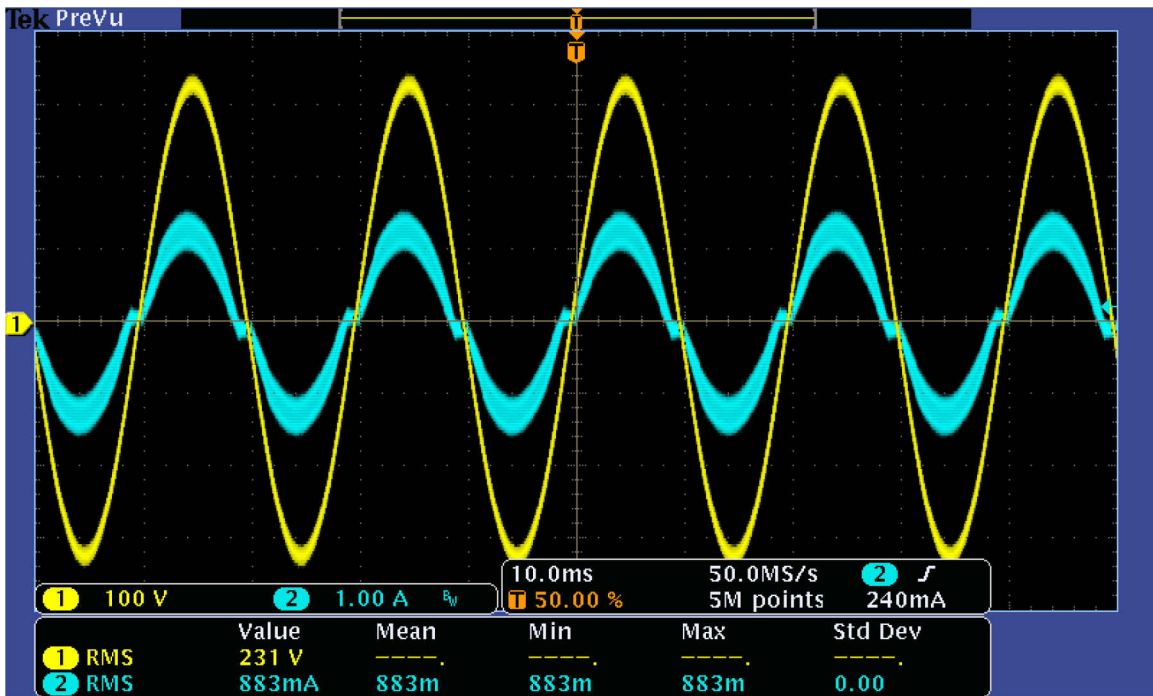 Tek PreVu
T
T
1
1 100 V 2 1.00 A BW
10.0ms 50.0MS/s 2
T 50.00 % 5M points 240mA
Value Mean Min Max Std Dev
1 RMS 231 V ----. ----. ----. ----.
2 RMS 883mA 883m 883m 883m 0.00